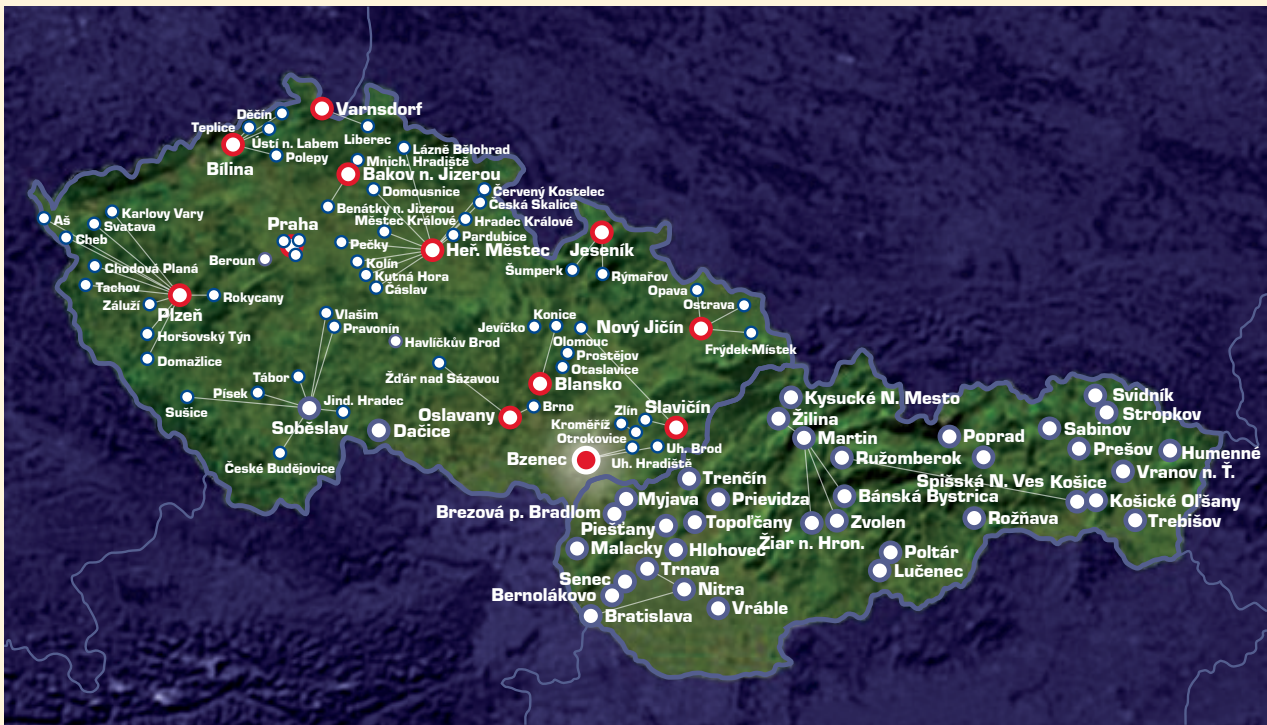 Varnsdorf
Děčín
Teplice
Ústí n. Labem
Liberec
Polepy
Bílina
Lázně Bělohrad
Mnich. Hradiště
Bakov n. Jizerou
Domousnice
Červený Kostelec
Česká Skalice
Benátky n. Jizerou
Městec Králové
Hradec Králové
Pardubice
Karlovy Vary
Aš
Svatava
Cheb
Praha
Pečky
Heř. Městec
Jeseník
Beroun
Kolín
Chodová Planá
Kutná Hora
Šumperk
Rýmařov
Tachov
Čáslav
Opava
Záluží
Rokycany
Ostrava
Plzeň
Vlašim
Konice
Pravonín
Jevíčko
Nový Jičín
Horšovský Týn
Havlíčkův Brod
Olomouc
Frýdek-Místek
Prostějov
Domažlice
Otaslavice
Žďár nad Sázavou
Tábor
Blansko
Písek
Jind. Hradec
Sušice
Brno
Oslavany
Zlín
Slavičín
Soběslav
Dačice
Kroměříž
Otrokovice
Uh. Brod
Bzenec
Uh. Hradiště
České Budějovice
Kysucké N. Mesto
Svidník
Žilina
Stropkov
Martin
Poprad
Sabinov
Ružomberok
Prešov
Humenné
Trenčín
Spišská N. Ves
Košice
Vranov n. Ť.
Myjava
Prievidza
Bánská Bystrica
Košické Oľšany
Brezová p. Bradlom
Piešťany
Topoľčany
Zvolen
Rožňava
Trebišov
Žiar n. Hron.
Malacky
Hlohovec
Poltár
Trnava
Lučenec
Senec
Nitra
Bernolákovo
Vráble
Bratislava